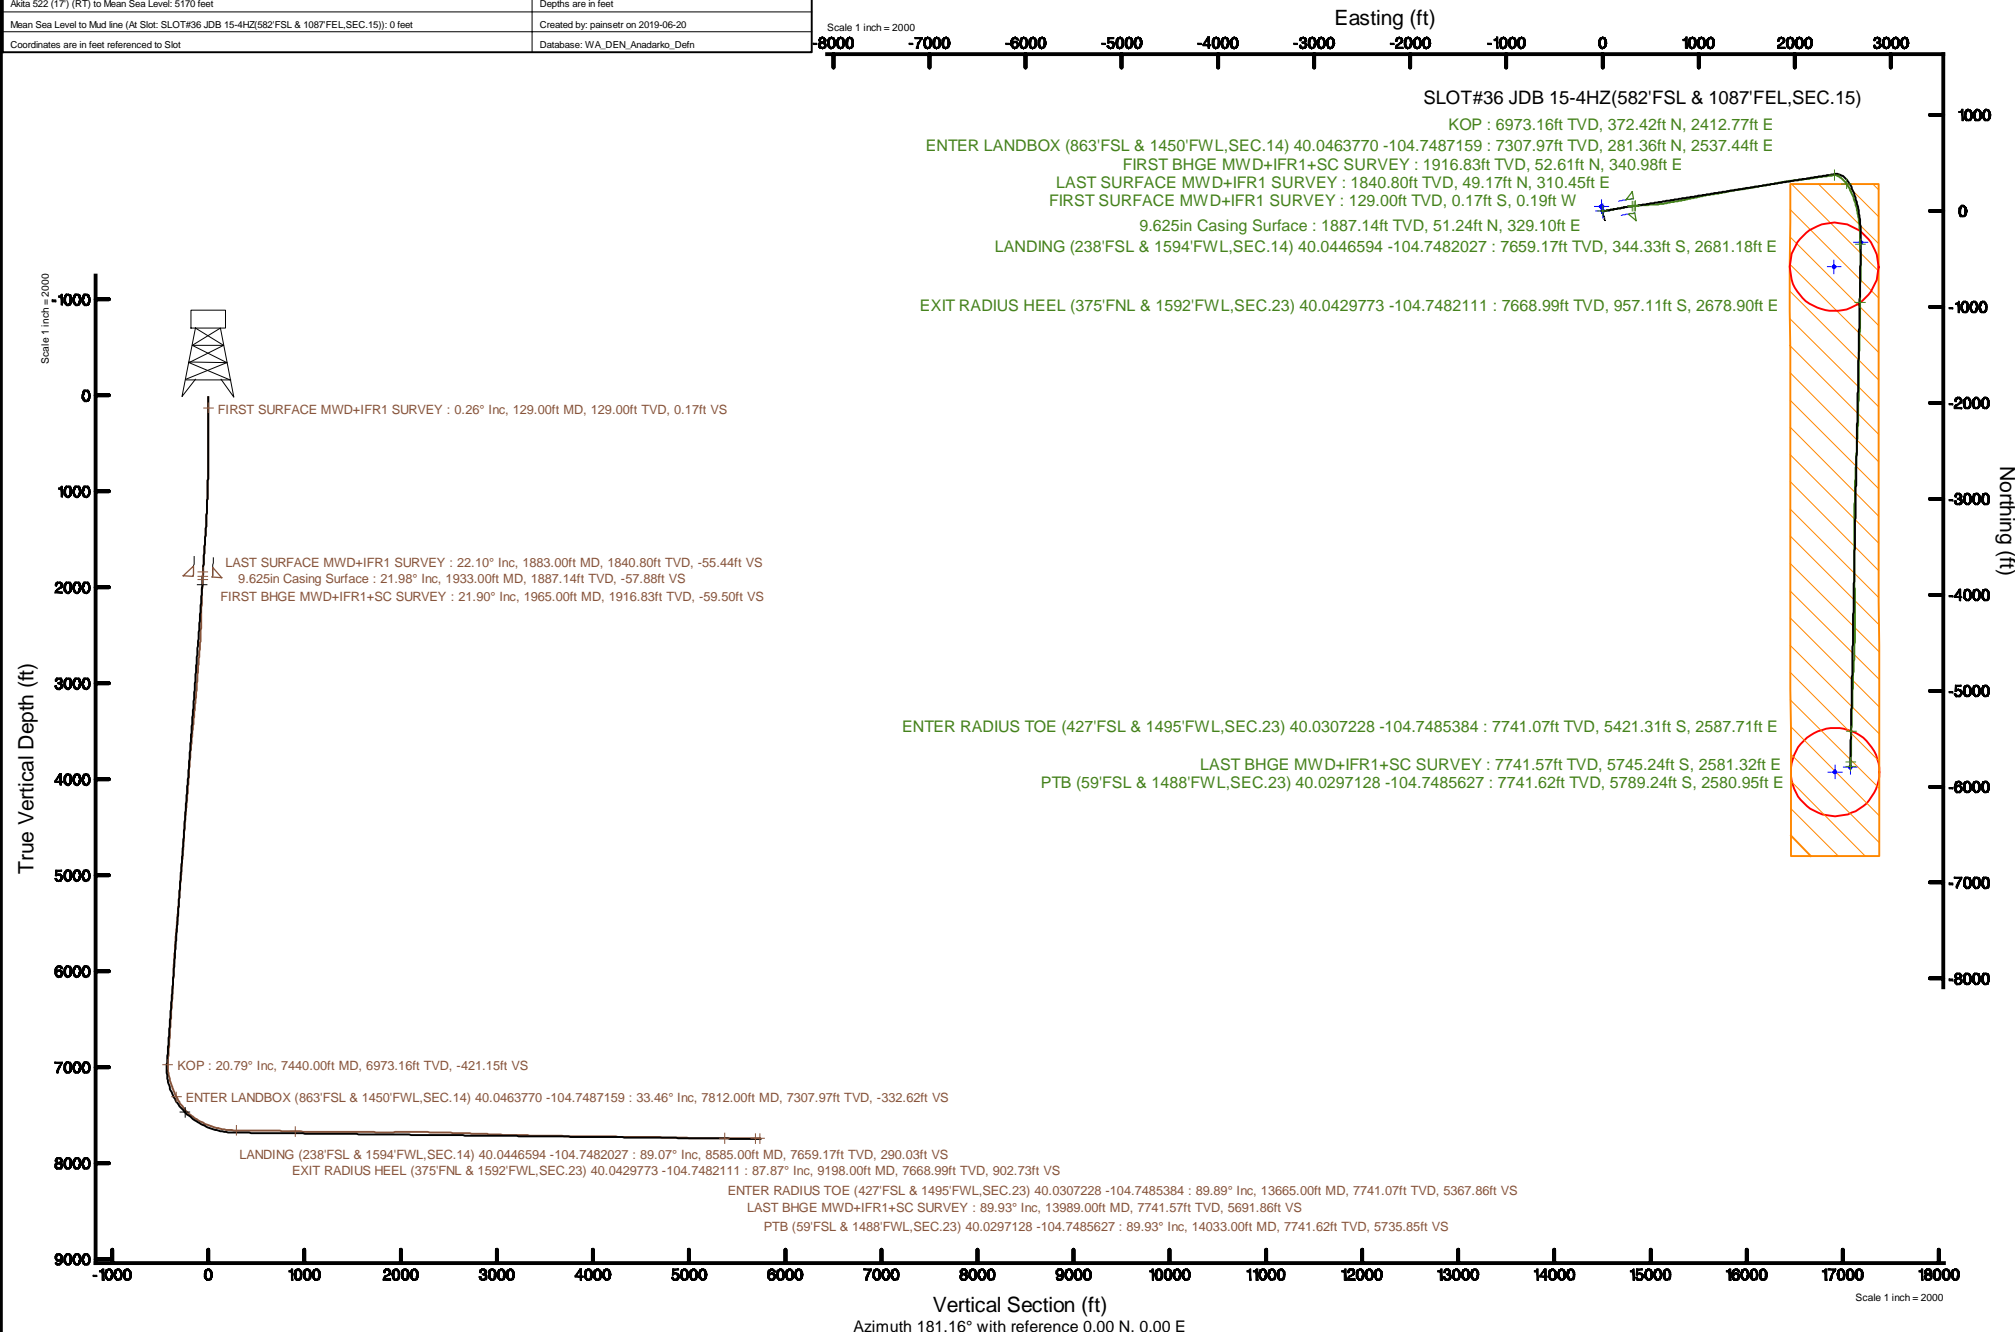 Akita 522 (17') (RT) to Mean Sea Level: 5170 feet
Depths are in feet
Mean Sea Level to Mud line (At Slot: SLOT#36 JDB 15-4HZ(582'FSL & 1087'FEL,SEC.15)): 0 feet
Created by: painsetr on 2019-06-20
Coordinates are in feet referenced to Slot
Database: WA_DEN_Anadarko_Defn
Scale 1 inch = 2000
Easting (ft)
-8000 -7000 -6000 -5000 -4000 -3000 -2000 -1000 0 1000 2000 3000
SLOT#36 JDB 15-4HZ(582'FSL & 1087'FEL,SEC.15)
KOP : 6973.16ft TVD, 372.42ft N, 2412.77ft E
ENTER LANDBOX (863'FSL & 1450'FWL,SEC.14) 40.0463770 -104.7487159 : 7307.97ft TVD, 281.36ft N, 2537.44ft E
FIRST BHGE MWD+IFR1+SC SURVEY : 1916.83ft TVD, 52.61ft N, 340.98ft E
LAST SURFACE MWD+IFR1 SURVEY : 1840.80ft TVD, 49.17ft N, 310.45ft E
FIRST SURFACE MWD+IFR1 SURVEY : 129.00ft TVD, 0.17ft S, 0.19ft W
9.625in Casing Surface : 1887.14ft TVD, 51.24ft N, 329.10ft E
LANDING (238'FSL & 1594'FWL,SEC.14) 40.0446594 -104.7482027 : 7659.17ft TVD, 344.33ft S, 2681.18ft E
EXIT RADIUS HEEL (375'FNL & 1592'FWL,SEC.23) 40.0429773 -104.7482111 : 7668.99ft TVD, 957.11ft S, 2678.90ft E
ENTER RADIUS TOE (427'FSL & 1495'FWL,SEC.23) 40.0307228 -104.7485384 : 7741.07ft TVD, 5421.31ft S, 2587.71ft E
LAST BHGE MWD+IFR1+SC SURVEY : 7741.57ft TVD, 5745.24ft S, 2581.32ft E
PTB (59'FSL & 1488'FWL,SEC.23) 40.0297128 -104.7485627 : 7741.62ft TVD, 5789.24ft S, 2580.95ft E
1000
0
-1000
-2000
-3000
-4000
-5000
-6000
-7000
-8000
Northing (ft)
Scale 1 inch = 2000
-1000
0
1000
2000
3000
4000
5000
6000
7000
8000
9000
True Vertical Depth (ft)
FIRST SURFACE MWD+IFR1 SURVEY : 0.26° Inc, 129.00ft MD, 129.00ft TVD, 0.17ft VS
LAST SURFACE MWD+IFR1 SURVEY : 22.10° Inc, 1883.00ft MD, 1840.80ft TVD, -55.44ft VS
9.625in Casing Surface : 21.98° Inc, 1933.00ft MD, 1887.14ft TVD, -57.88ft VS
FIRST BHGE MWD+IFR1+SC SURVEY : 21.90° Inc, 1965.00ft MD, 1916.83ft TVD, -59.50ft VS
KOP : 20.79° Inc, 7440.00ft MD, 6973.16ft TVD, -421.15ft VS
ENTER LANDBOX (863'FSL & 1450'FWL,SEC.14) 40.0463770 -104.7487159 : 33.46° Inc, 7812.00ft MD, 7307.97ft TVD, -332.62ft VS
LANDING (238'FSL & 1594'FWL,SEC.14) 40.0446594 -104.7482027 : 89.07° Inc, 8585.00ft MD, 7659.17ft TVD, 290.03ft VS
EXIT RADIUS HEEL (375'FNL & 1592'FWL,SEC.23) 40.0429773 -104.7482111 : 87.87° Inc, 9198.00ft MD, 7668.99ft TVD, 902.73ft VS
ENTER RADIUS TOE (427'FSL & 1495'FWL,SEC.23) 40.0307228 -104.7485384 : 89.89° Inc, 13665.00ft MD, 7741.07ft TVD, 5367.86ft VS
LAST BHGE MWD+IFR1+SC SURVEY : 89.93° Inc, 13989.00ft MD, 7741.57ft TVD, 5691.86ft VS
PTB (59'FSL & 1488'FWL,SEC.23) 40.0297128 -104.7485627 : 89.93° Inc, 14033.00ft MD, 7741.62ft TVD, 5735.85ft VS
-1000 0 1000 2000 3000 4000 5000 6000 7000 8000 9000 10000 11000 12000 13000 14000 15000 16000 17000 18000
Vertical Section (ft)
Scale 1 inch = 2000
Azimuth 181.16° with reference 0.00 N, 0.00 E